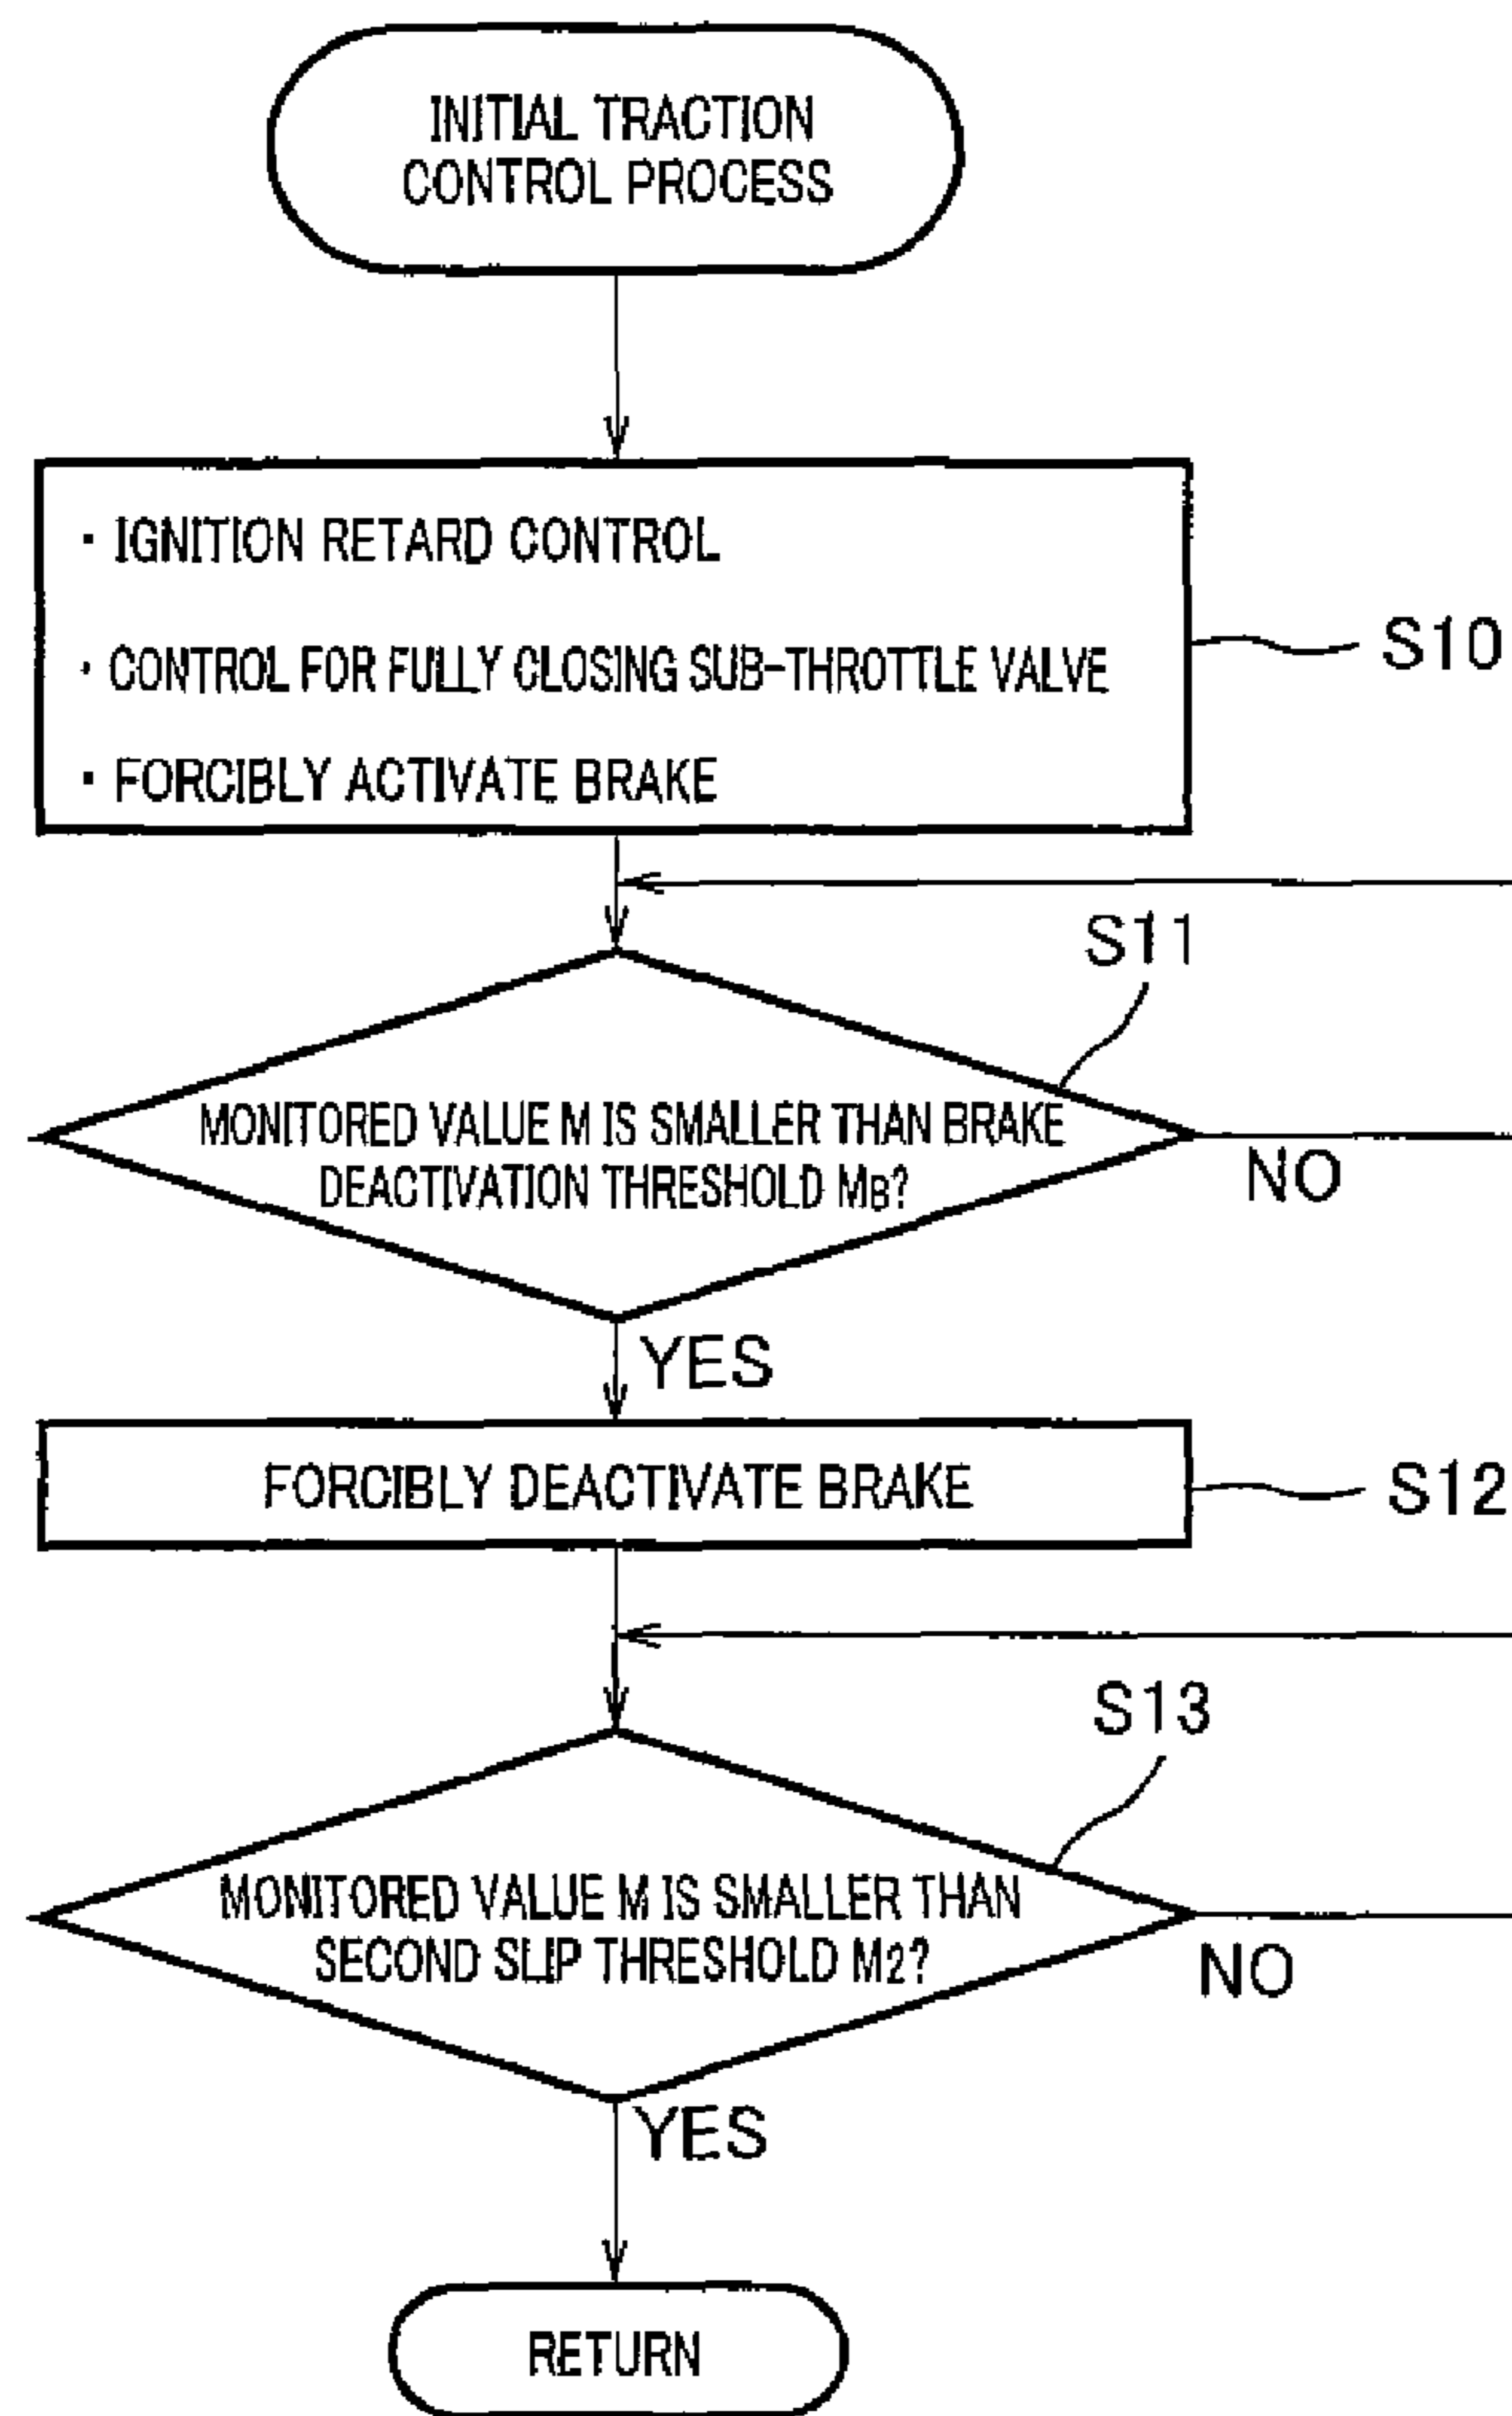 INITIAL TRACTION
CONTROL PROCESS
· IGNITION RETARD CONTROL
· CONTROL FOR FULLY CLOSING SUB-THROTTLE VALVE
· FORCIBLY ACTIVATE BRAKE
S10
S11
MONITORED VALUE M IS SMALLER THAN BRAKE
DEACTIVATION THRESHOLD MB?
NO
YES
FORCIBLY DEACTIVATE BRAKE
S12
S13
MONITORED VALUE M IS SMALLER THAN
SECOND SLIP THRESHOLD M2?
NO
YES
RETURN